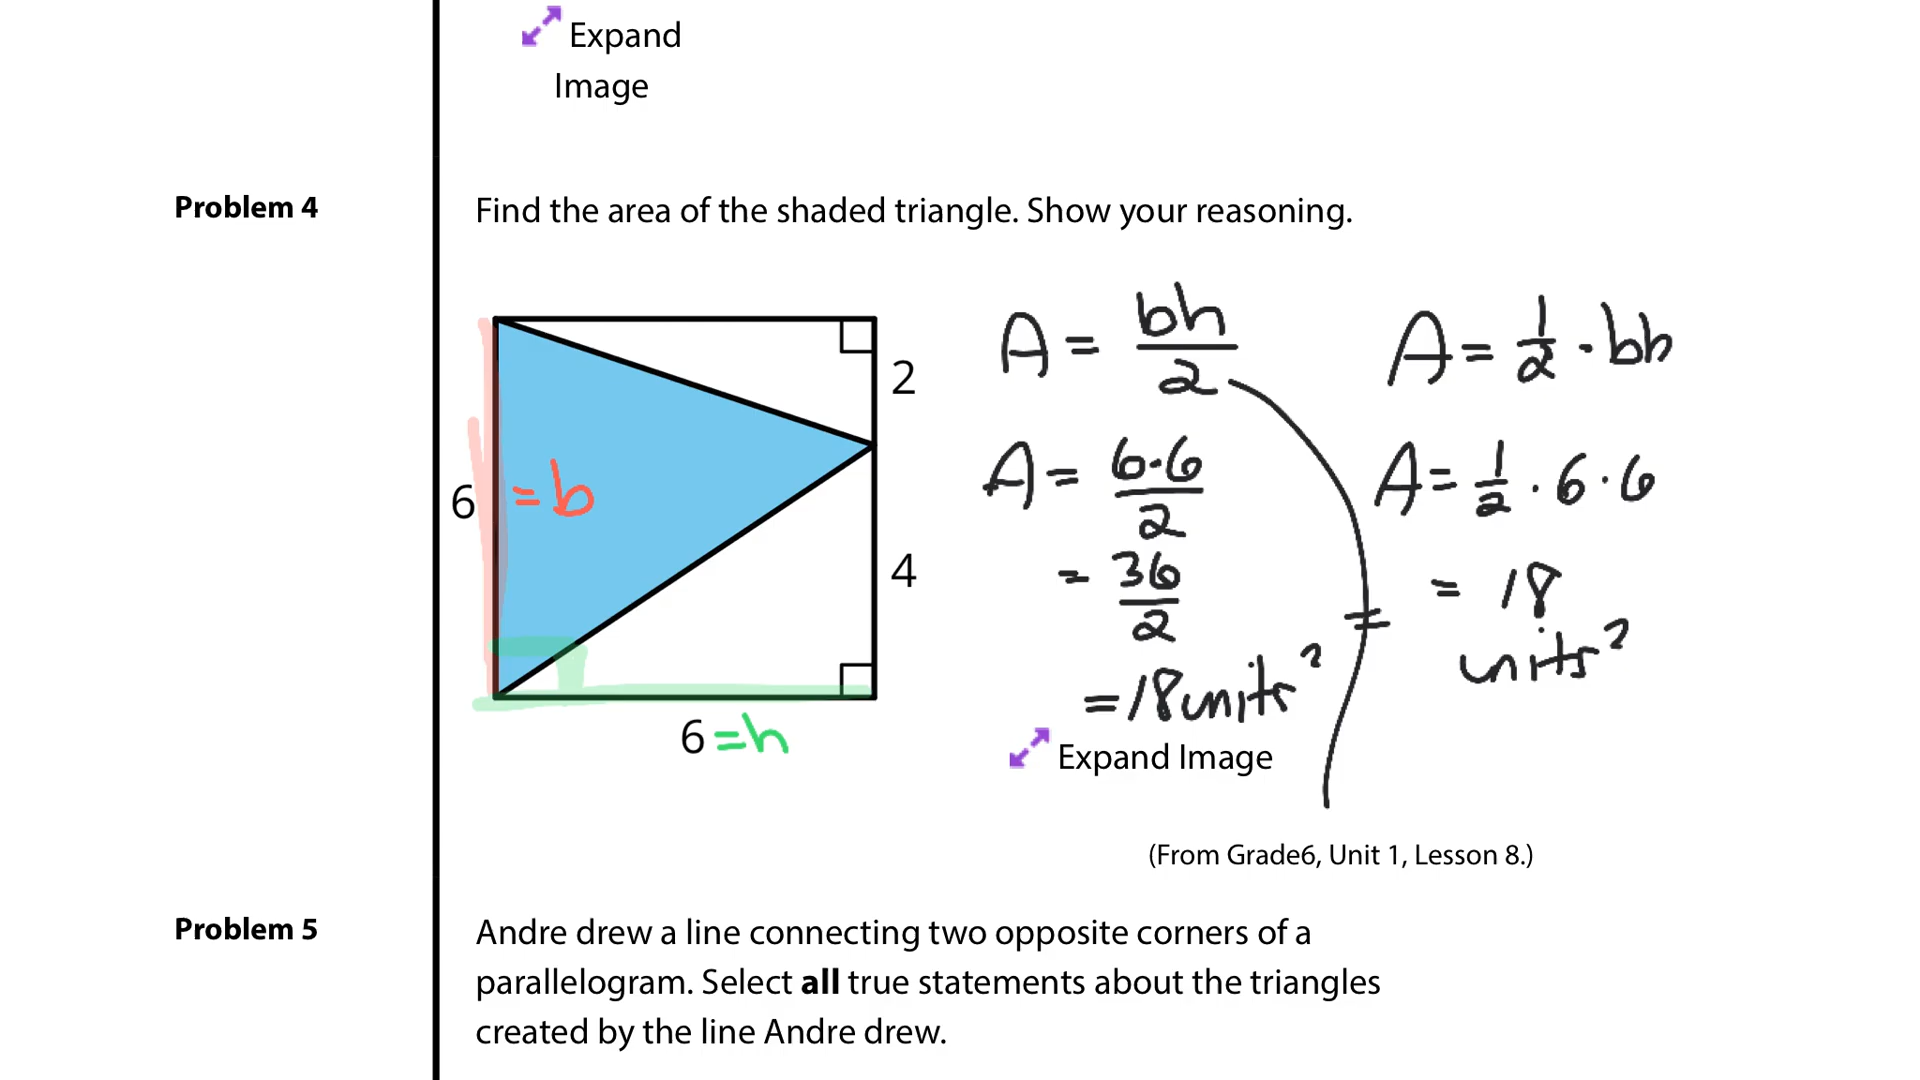 Expand
Image
Problem 4
Find the area of the shaded triangle. Show your reasoning.
2
6 = b
4
6 = h
A = bh/2
A = 6·6/2
= 36/2
= 18 units²
A = 1/2 · bh
A = 1/2 · 6 · 6
= 18
units²
=
Expand Image
(From Grade6, Unit 1, Lesson 8.)
Problem 5
Andre drew a line connecting two opposite corners of a
parallelogram. Select all true statements about the triangles
created by the line Andre drew.